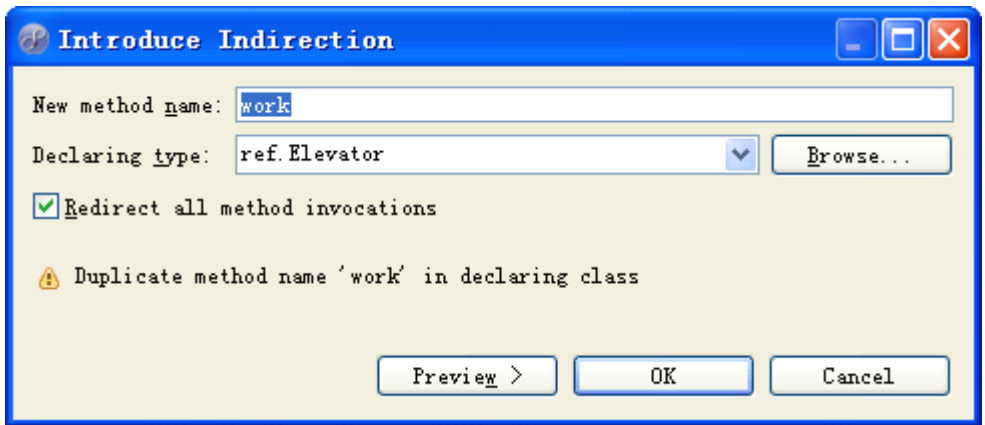 Introduce Indirection
New method name: work
Declaring type: ref.Elevator Browse...
Redirect all method invocations
Duplicate method name 'work' in declaring class
Preview > OK Cancel